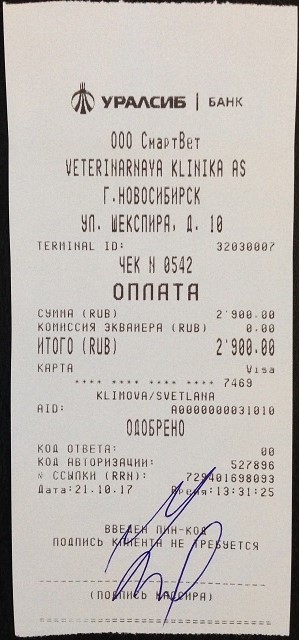 УРАЛСИБ | БАНК
ООО СмартВет
VETERINARNAYA KLINIKA AS
Г.НОВОСИБИРСК
УЛ. ШЕКСПИРА, Д. 10
TERMINAL ID: 32030007
ЧЕК N 0542
ОПЛАТА
СУММА (RUB) 2'900.00
КОМИССИЯ ЭКВАЙЕРА (RUB) 0.00
ИТОГО (RUB) 2'900.00
КАРТА Visa
**** **** **** **** 7469
KLIMOVA/SVETLANA
AID: A0000000031010
ОДОБРЕНО
КОД ОТВЕТА: 00
КОД АВТОРИЗАЦИИ: 527896
№ ССЫЛКИ (RRN): 729401698093
Дата:21.10.17 Время:13:31:25
ВВЕДЕН ПИН-КОД
ПОДПИСЬ КЛИЕНТА НЕ ТРЕБУЕТСЯ
(ПОДПИСЬ КАССИРА)